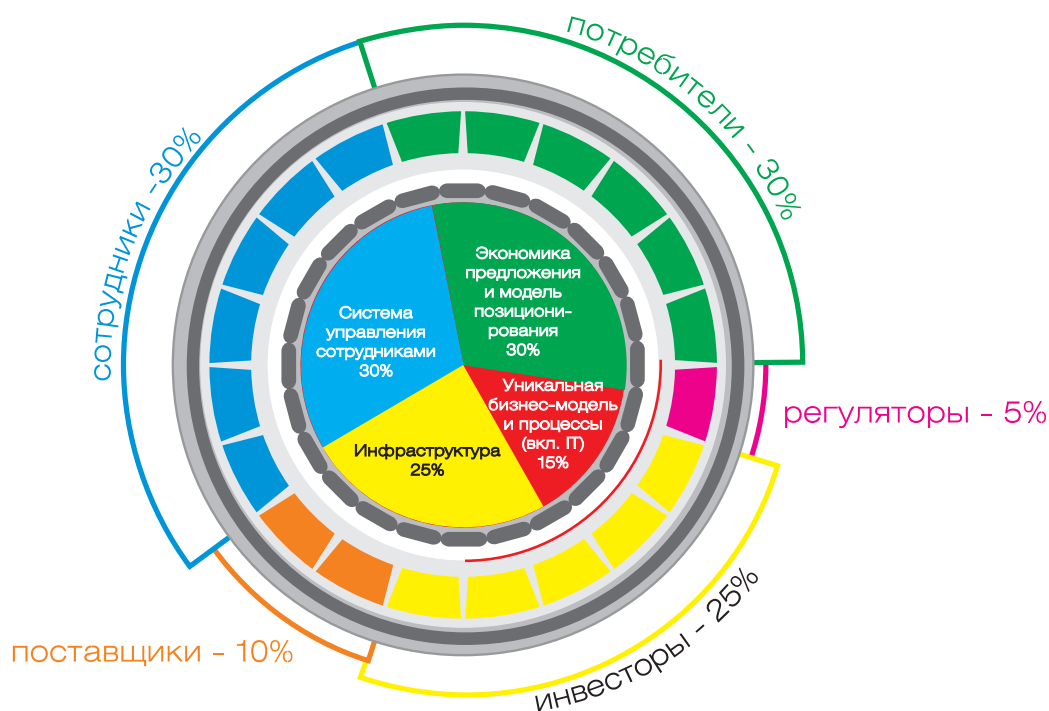 потребители - 30%
сотрудники -30%
Экономика
предложения
и модель
позициони-
рования
30%
Система
управления
сотрудниками
30%
Уникальная
бизнес-модель
и процессы
(вкл. IT)
15%
Инфраструктура
25%
регуляторы - 5%
инвесторы - 25%
поставщики - 10%